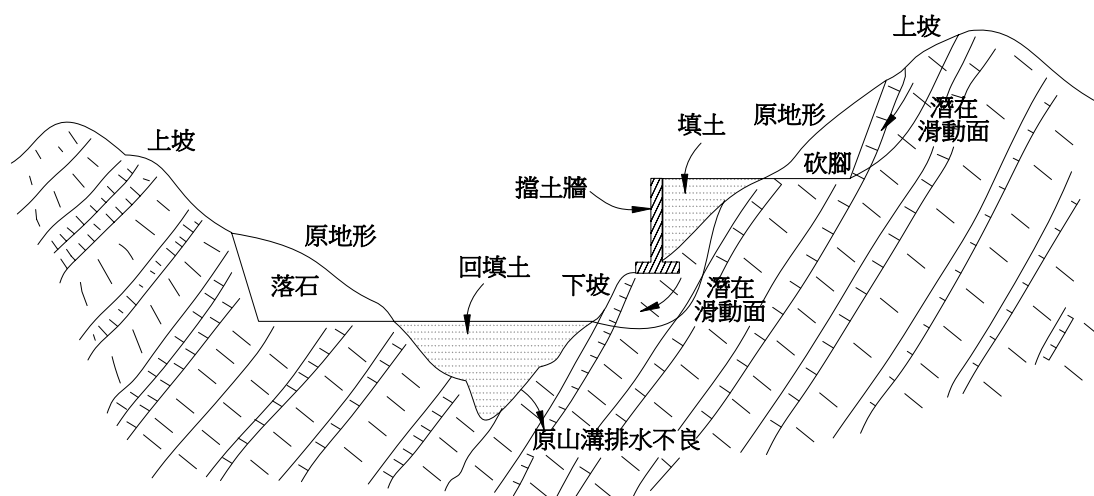 上坡
潛在
滑動面
原地形
填土
上坡
砍腳
擋土牆
原地形
回填土
落石
下坡
潛在
滑動面
原山溝排水不良